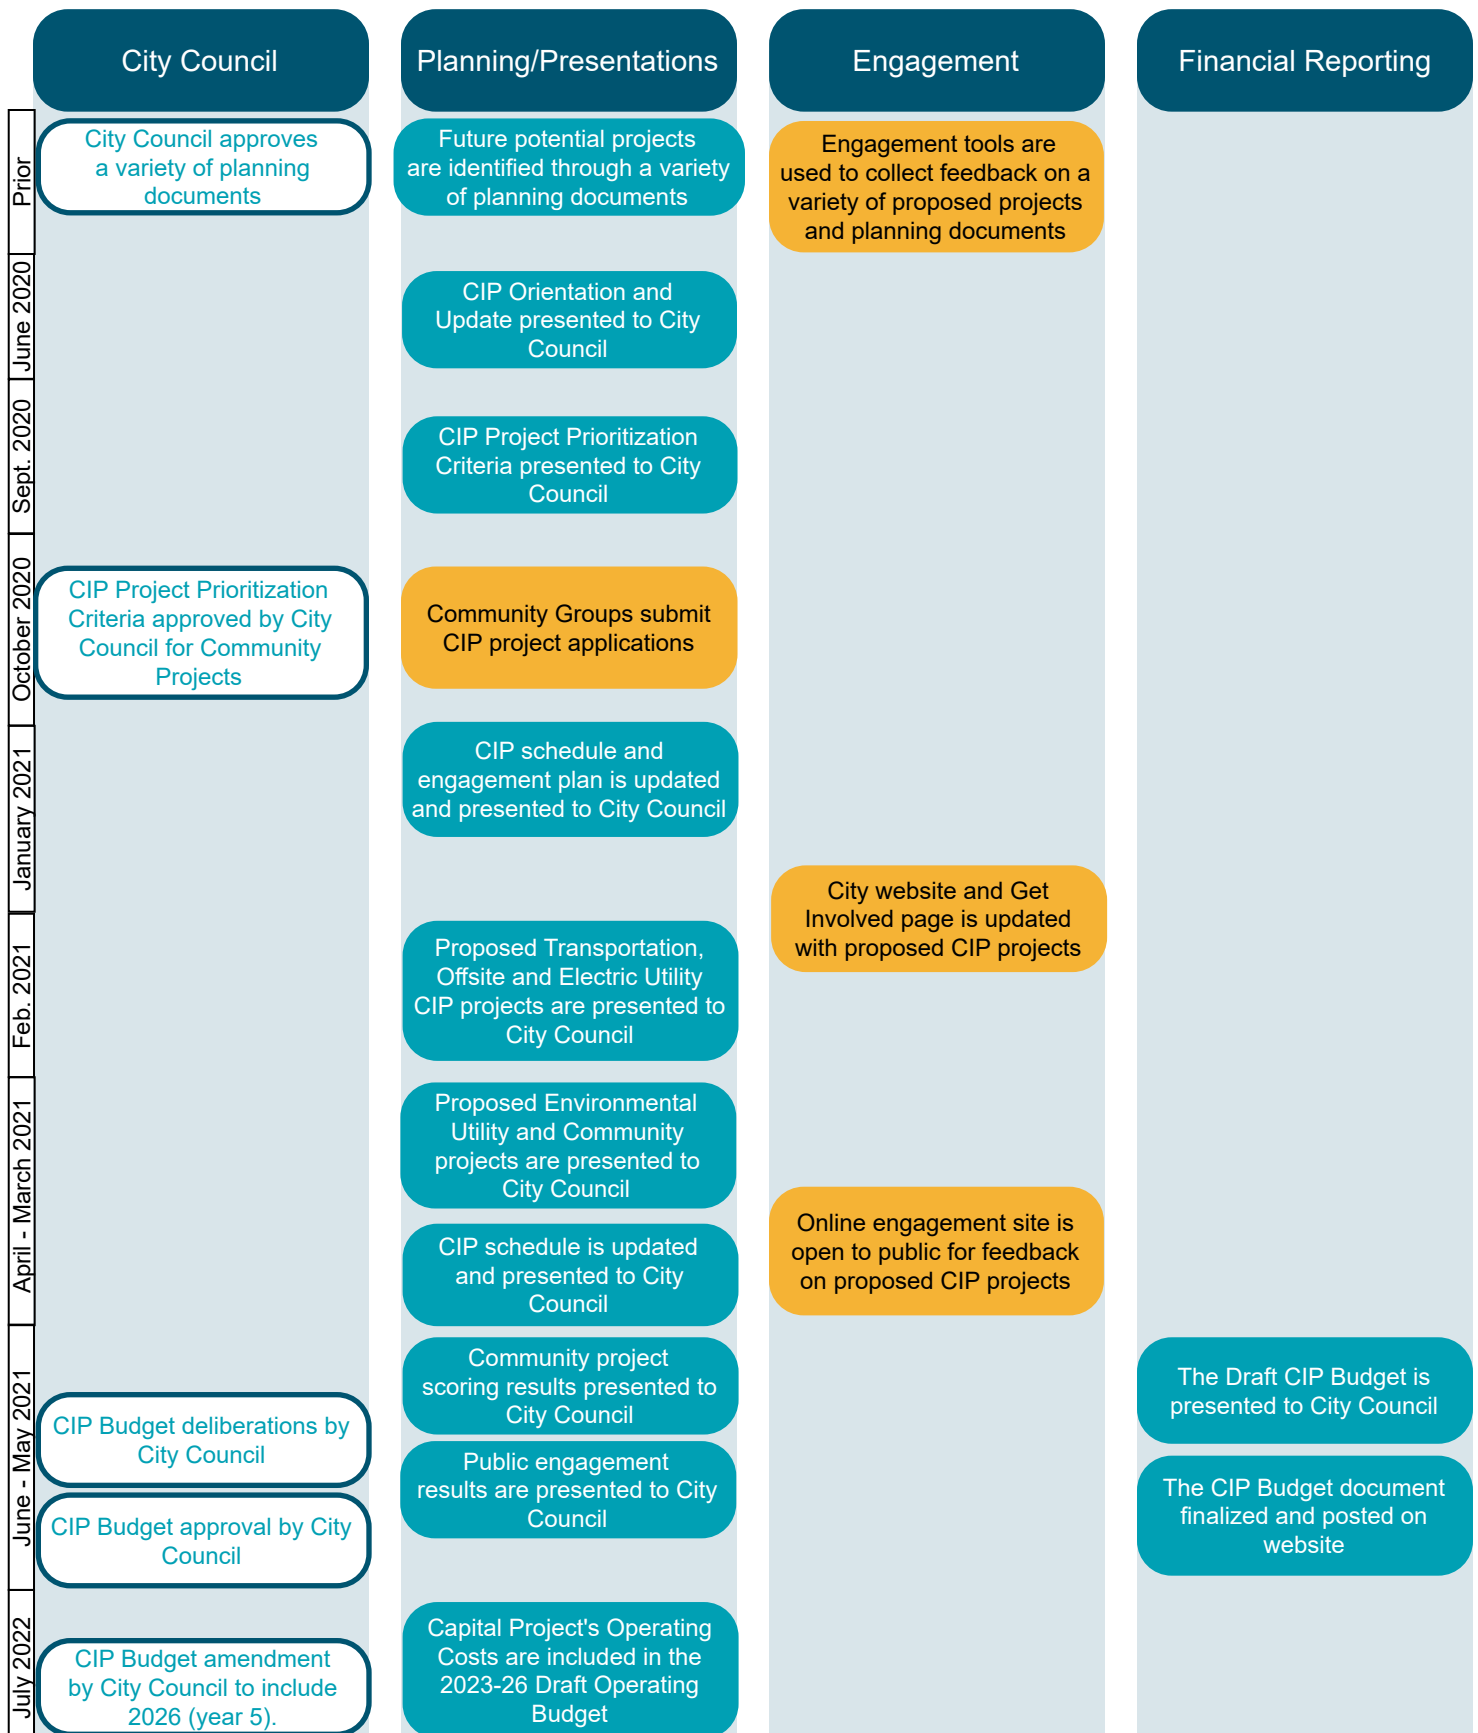 City Council
Planning/Presentations
Engagement
Financial Reporting
Prior
City Council approves
a variety of planning
documents
Future potential projects
are identified through a variety
of planning documents
Engagement tools are
used to collect feedback on a
variety of proposed projects
and planning documents
June 2020
CIP Orientation and
Update presented to City
Council
Sept. 2020
CIP Project Prioritization
Criteria presented to City
Council
October 2020
CIP Project Prioritization
Criteria approved by City
Council for Community
Projects
Community Groups submit
CIP project applications
January 2021
CIP schedule and
engagement plan is updated
and presented to City Council
City website and Get
Involved page is updated
with proposed CIP projects
Feb. 2021
Proposed Transportation,
Offsite and Electric Utility
CIP projects are presented to
City Council
April - March 2021
Proposed Environmental
Utility and Community
projects are presented to
City Council
Online engagement site is
open to public for feedback
on proposed CIP projects
CIP schedule is updated
and presented to City
Council
June - May 2021
Community project
scoring results presented to
City Council
The Draft CIP Budget is
presented to City Council
CIP Budget deliberations by
City Council
Public engagement
results are presented to City
Council
The CIP Budget document
finalized and posted on
website
CIP Budget approval by City
Council
July 2022
Capital Project's Operating
Costs are included in the
2023-26 Draft Operating
Budget
CIP Budget amendment
by City Council to include
2026 (year 5).